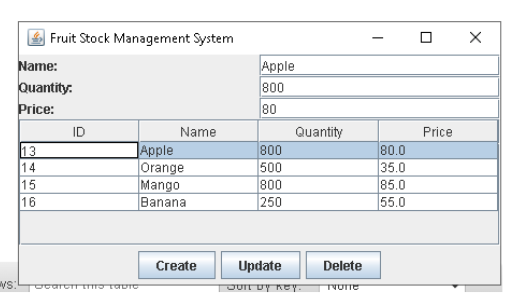 Fruit Stock Management System
Name: Apple
Quantity: 800
Price: 80
ID Name Quantity Price
13 Apple 800 80.0
14 Orange 500 35.0
15 Mango 800 85.0
16 Banana 250 55.0
Create Update Delete
Search this table Sort by key: None